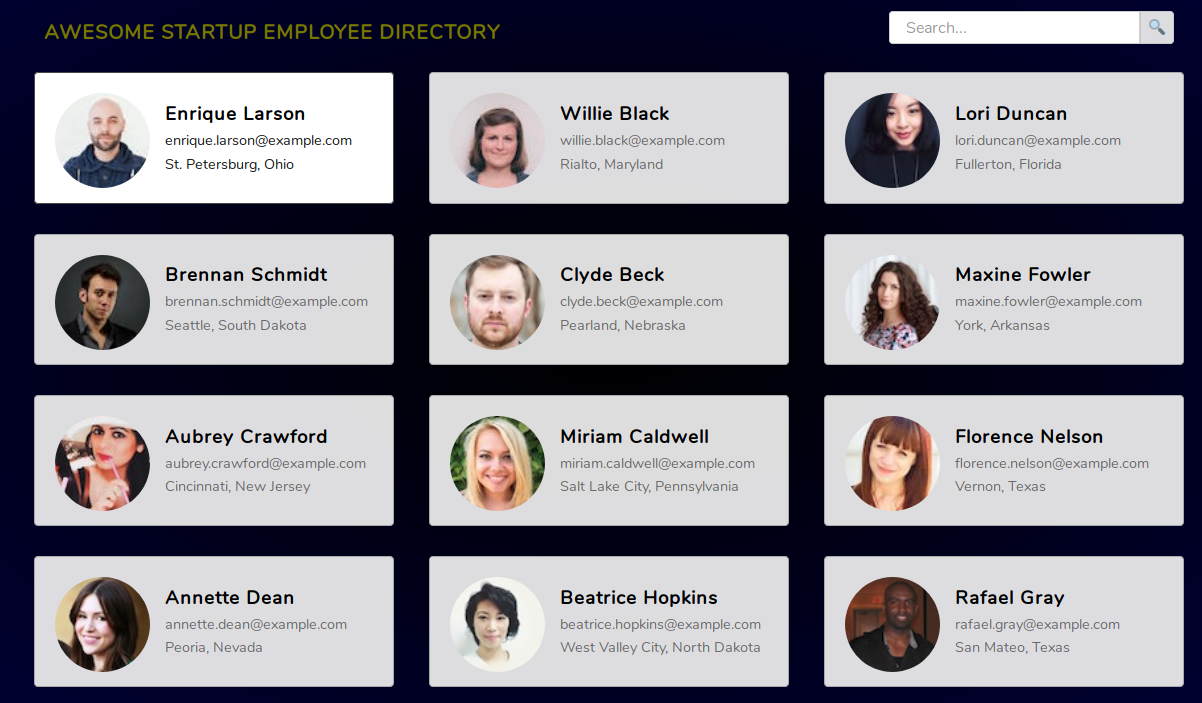 AWESOME STARTUP EMPLOYEE DIRECTORY
Search...
Enrique Larson
enrique.larson@example.com
St. Petersburg, Ohio
Willie Black
willie.black@example.com
Rialto, Maryland
Lori Duncan
lori.duncan@example.com
Fullerton, Florida
Brennan Schmidt
brennan.schmidt@example.com
Seattle, South Dakota
Clyde Beck
clyde.beck@example.com
Pearland, Nebraska
Maxine Fowler
maxine.fowler@example.com
York, Arkansas
Aubrey Crawford
aubrey.crawford@example.com
Cincinnati, New Jersey
Miriam Caldwell
miriam.caldwell@example.com
Salt Lake City, Pennsylvania
Florence Nelson
florence.nelson@example.com
Vernon, Texas
Annette Dean
annette.dean@example.com
Peoria, Nevada
Beatrice Hopkins
beatrice.hopkins@example.com
West Valley City, North Dakota
Rafael Gray
rafael.gray@example.com
San Mateo, Texas